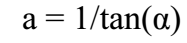 a = 1/tan(α)